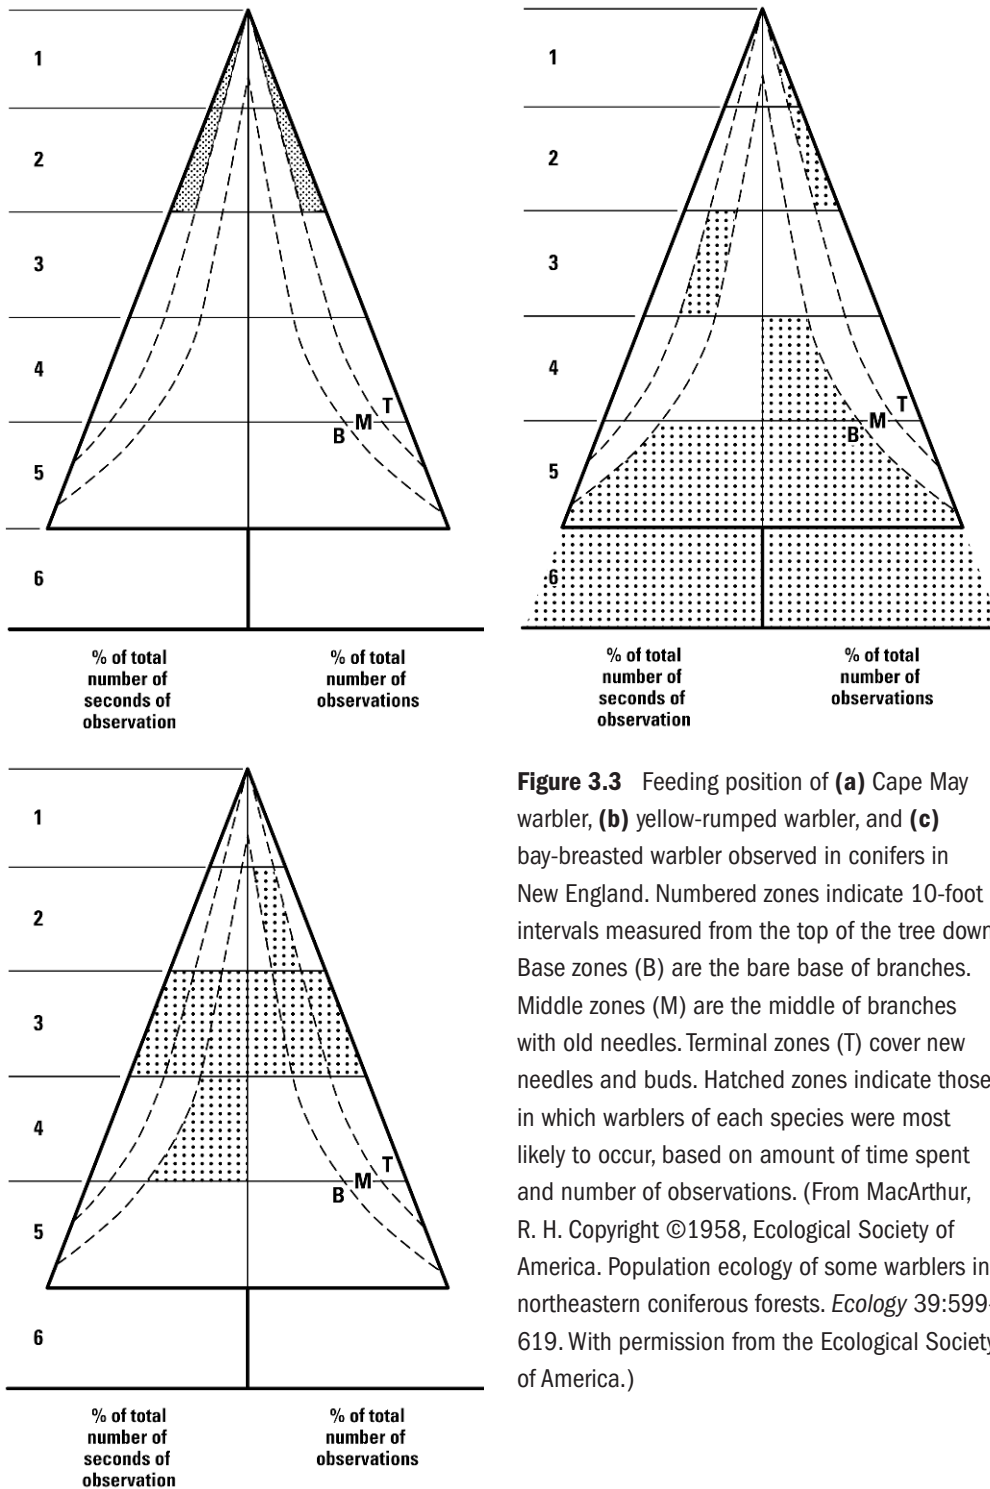 1
2
3
4
5
6
T
M
B
% of total
number of
seconds of
observation
% of total
number of
observations
1
2
3
4
5
6
T
M
B
% of total
number of
seconds of
observation
% of total
number of
observations
1
2
3
4
5
6
T
M
B
% of total
number of
seconds of
observation
% of total
number of
observations
Figure 3.3 Feeding position of (a) Cape May
warbler, (b) yellow-rumped warbler, and (c)
bay-breasted warbler observed in conifers in
New England. Numbered zones indicate 10-foot
intervals measured from the top of the tree down
Base zones (B) are the bare base of branches.
Middle zones (M) are the middle of branches
with old needles. Terminal zones (T) cover new
needles and buds. Hatched zones indicate those
in which warblers of each species were most
likely to occur, based on amount of time spent
and number of observations. (From MacArthur,
R. H. Copyright ©1958, Ecological Society of
America. Population ecology of some warblers in
northeastern coniferous forests. Ecology 39:599-
619. With permission from the Ecological Society
of America.)